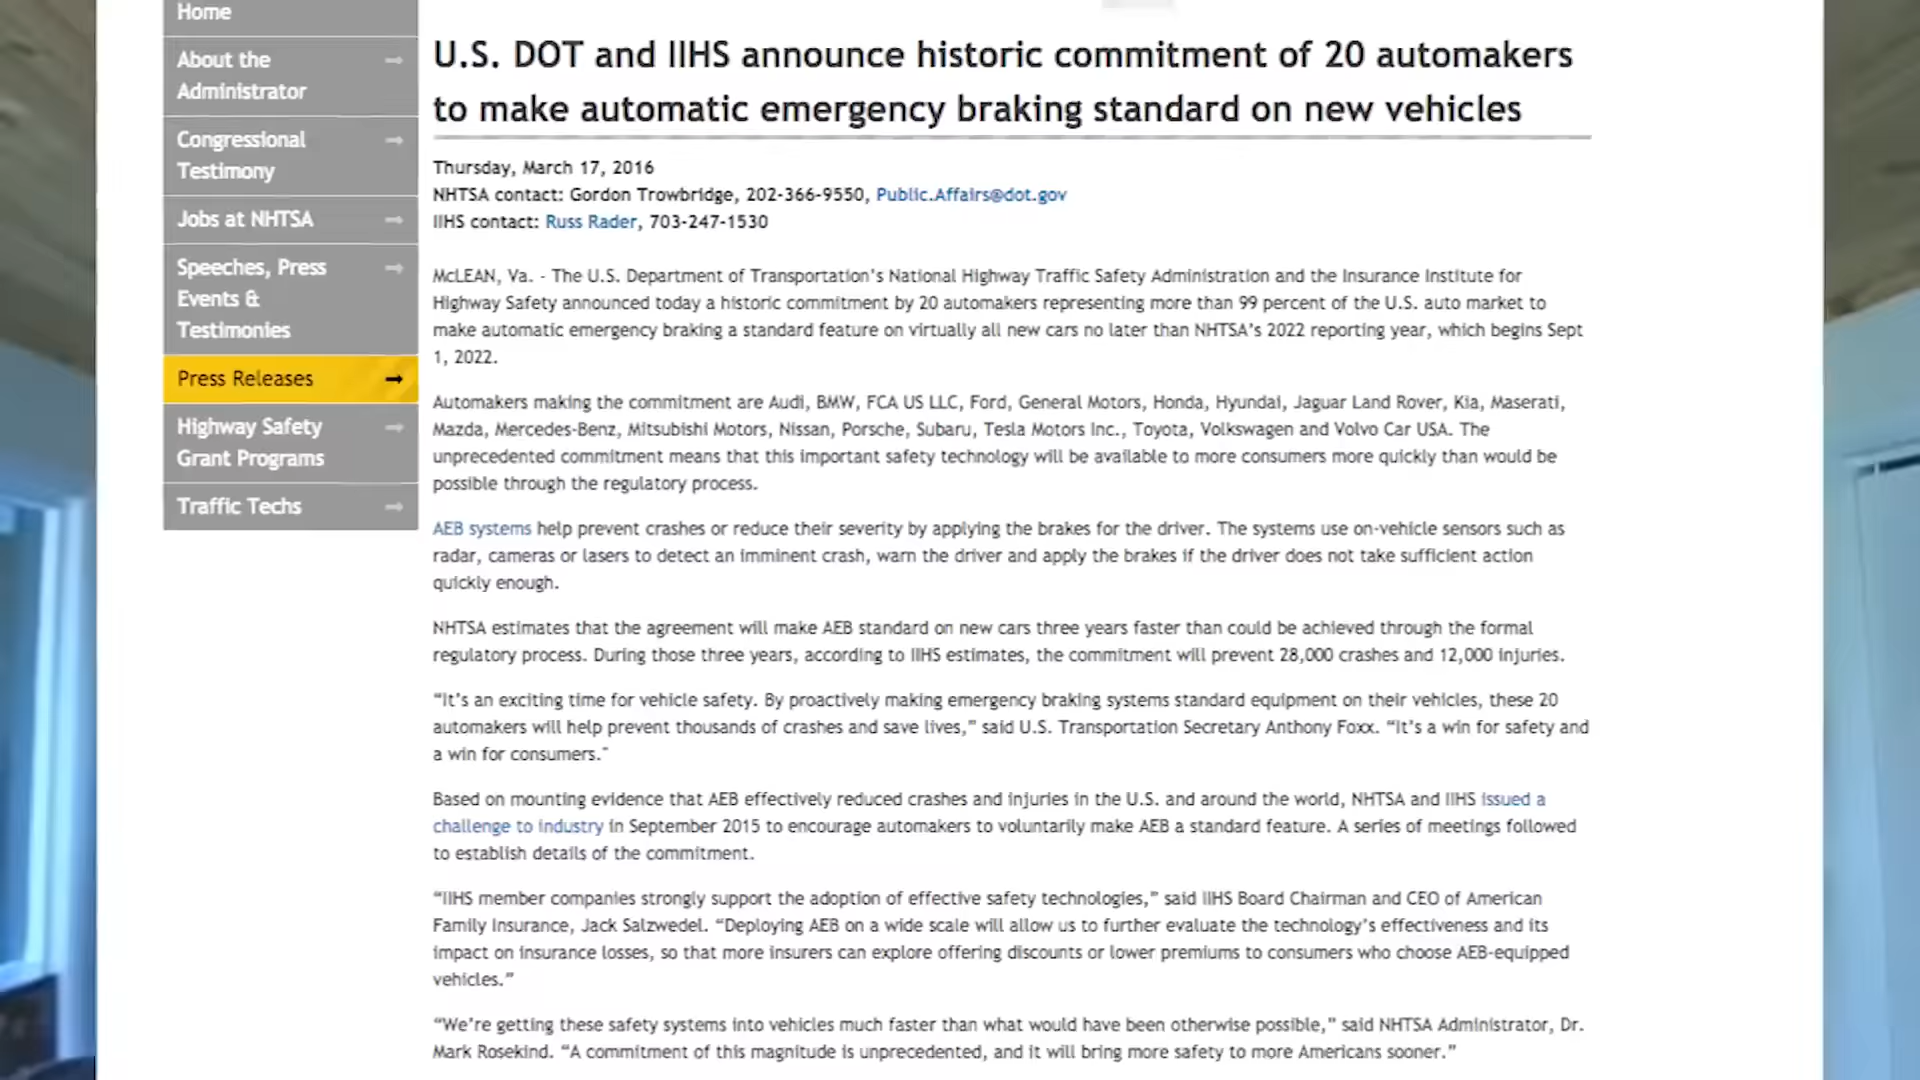 Home
About the
Administrator
Congressional
Testimony
Jobs at NHTSA
Speeches, Press
Events &
Testimonies
Press Releases
Highway Safety
Grant Programs
Traffic Techs
U.S. DOT and IIHS announce historic commitment of 20 automakers
to make automatic emergency braking standard on new vehicles
Thursday, March 17, 2016
NHTSA contact: Gordon Trowbridge, 202-366-9550, Public.Affairs@dot.gov
IIHS contact: Russ Rader, 703-247-1530
McLEAN, Va. - The U.S. Department of Transportation's National Highway Traffic Safety Administration and the Insurance Institute for
Highway Safety announced today a historic commitment by 20 automakers representing more than 99 percent of the U.S. auto market to
make automatic emergency braking a standard feature on virtually all new cars no later than NHTSA's 2022 reporting year, which begins Sept
1, 2022.
Automakers making the commitment are Audi, BMW, FCA US LLC, Ford, General Motors, Honda, Hyundai, Jaguar Land Rover, Kia, Maserati,
Mazda, Mercedes-Benz, Mitsubishi Motors, Nissan, Porsche, Subaru, Tesla Motors Inc., Toyota, Volkswagen and Volvo Car USA. The
unprecedented commitment means that this important safety technology will be available to more consumers more quickly than would be
possible through the regulatory process.
AEB systems help prevent crashes or reduce their severity by applying the brakes for the driver. The systems use on-vehicle sensors such as
radar, cameras or lasers to detect an imminent crash, warn the driver and apply the brakes if the driver does not take sufficient action
quickly enough.
NHTSA estimates that the agreement will make AEB standard on new cars three years faster than could be achieved through the formal
regulatory process. During those three years, according to IIHS estimates, the commitment will prevent 28,000 crashes and 12,000 injuries.
“It's an exciting time for vehicle safety. By proactively making emergency braking systems standard equipment on their vehicles, these 20
automakers will help prevent thousands of crashes and save lives,” said U.S. Transportation Secretary Anthony Foxx. “It's a win for safety and
a win for consumers."
Based on mounting evidence that AEB effectively reduced crashes and injuries in the U.S. and around the world, NHTSA and IIHS issued a
challenge to industry in September 2015 to encourage automakers to voluntarily make AEB a standard feature. A series of meetings followed
to establish details of the commitment.
“IIHS member companies strongly support the adoption of effective safety technologies,” said IIHS Board Chairman and CEO of American
Family Insurance, Jack Salzwedel. “Deploying AEB on a wide scale will allow us to further evaluate the technology's effectiveness and its
impact on insurance losses, so that more insurers can explore offering discounts or lower premiums to consumers who choose AEB-equipped
vehicles.”
“We're getting these safety systems into vehicles much faster than what would have been otherwise possible,” said NHTSA Administrator, Dr.
Mark Rosekind. “A commitment of this magnitude is unprecedented, and it will bring more safety to more Americans sooner.”